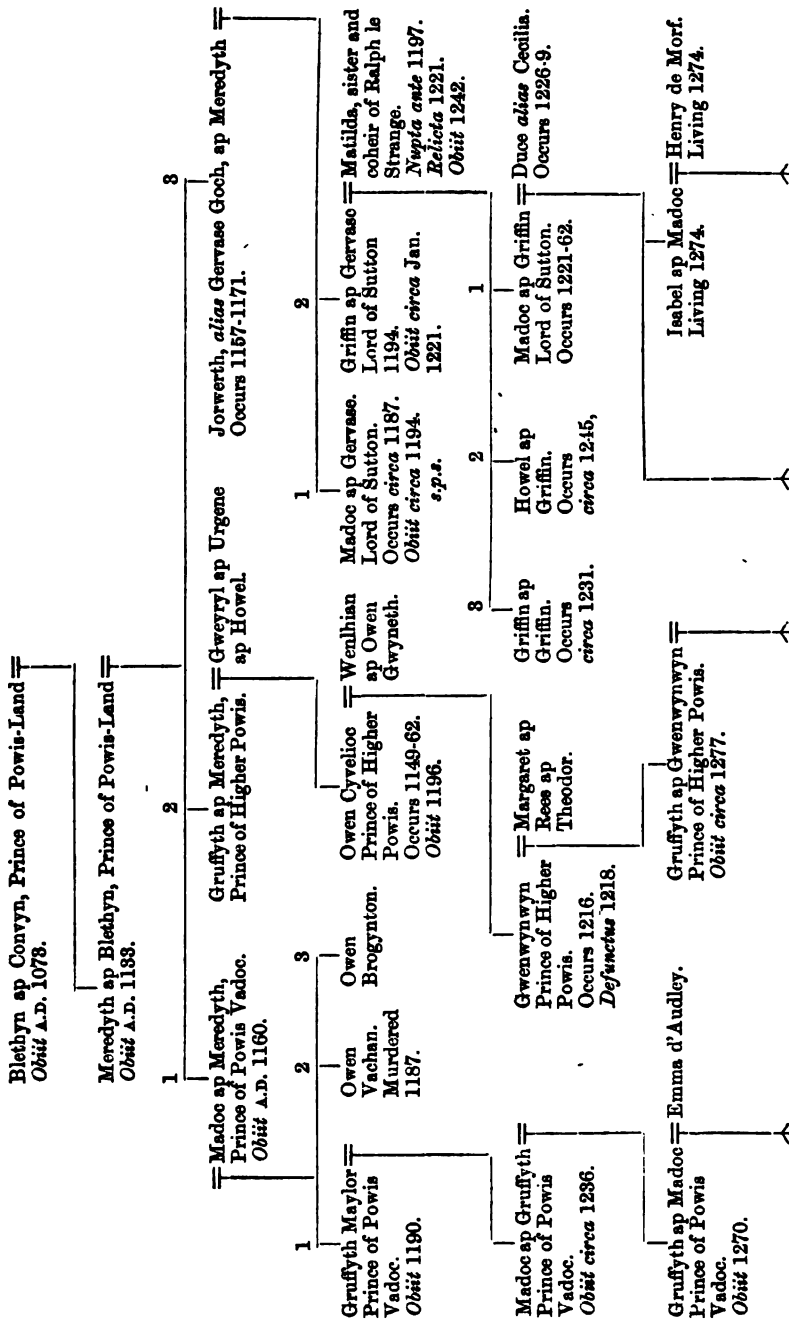 Blethyn ap Convyn, Prince of Powis-Land
Obiit A.D. 1073.
Meredyth ap Blethyn, Prince of Powis-Land
Obiit A.D. 1133.
1
2
3
Madoc ap Meredyth,
Prince of Powis Vadoc.
Obiit A.D. 1160.
Gruffyth ap Meredyth,
Prince of Higher Powis.
Gweyryl ap Urgene
ap Howel.
Jorwerth, alias Gervase Goch, ap Meredyth
Occurs 1157-1171.
1
2
3
1
2
Gruffyth Maylor
Prince of Powis
Vadoc.
Obiit 1190.
Owen
Vachan.
Murdered
1187.
Owen
Brogynton.
Owen Cyvelioc
Prince of Higher
Powis.
Occurs 1149-62.
Obiit 1196.
Wenlhian
ap Owen
Gwyneth.
Madoc ap Gervase.
Lord of Sutton.
Occurs circa 1187.
Obiit circa 1194.
s.p.s.
Griffin ap Gervase
Lord of Sutton
1194.
Obiit circa Jan.
1221.
Matilda, sister and
coheir of Ralph le
Strange.
Nupta ante 1197.
Relicta 1221.
Obiit 1242.
3
2
1
Madoc ap Gruffyth
Prince of Powis
Vadoc.
Obiit circa 1236.
Gwenwynwyn
Prince of Higher
Powis.
Occurs 1216.
Defunctus 1218.
Margaret ap
Rees ap
Theodor.
Griffin ap
Griffin.
Occurs
circa 1231.
Howel ap
Griffin.
Occurs
circa 1245,
Madoc ap Griffin
Lord of Sutton.
Occurs 1221-62.
Duce alias Cecilia.
Occurs 1226-9.
Gruffyth ap Madoc
Prince of Powis
Vadoc.
Obiit 1270.
Emma d'Audley.
Gruffyth ap Gwenwynwyn
Prince of Higher Powis.
Obiit circa 1277.
Isabel ap Madoc
Living 1274.
Henry de Morf.
Living 1274.